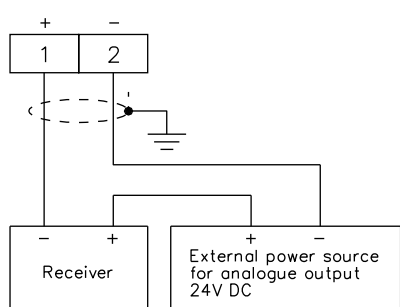 + −
1 2
− + + −
Receiver
External power source
for analogue output
24V DC